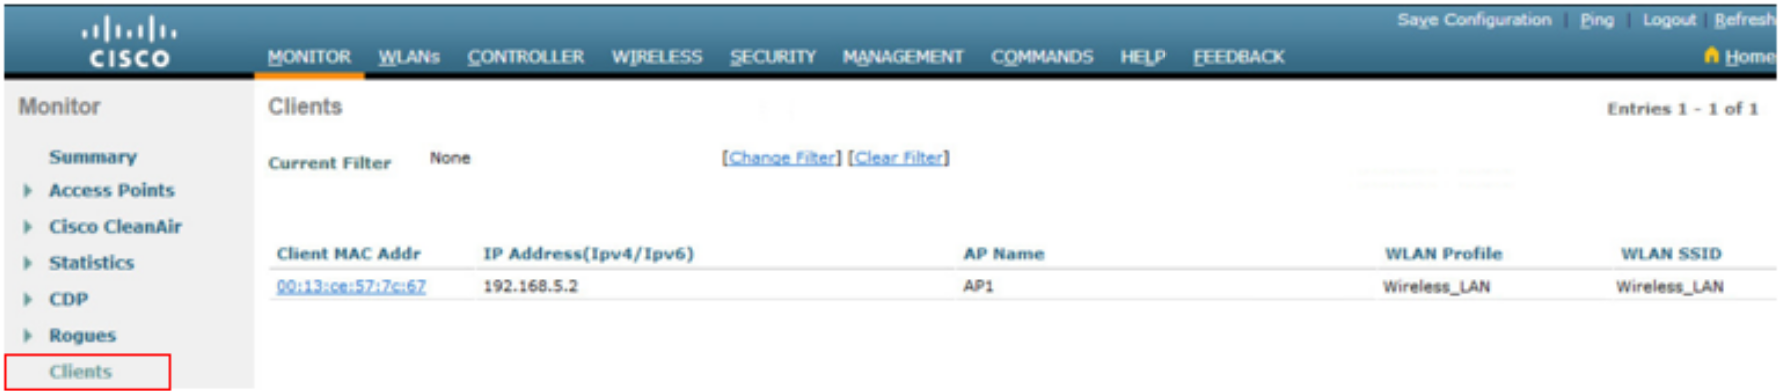 Save Configuration | Ping | Logout | Refresh
CISCO
MONITOR WLANs CONTROLLER WIRELESS SECURITY MANAGEMENT COMMANDS HELP FEEDBACK
Home
Monitor
Summary
Access Points
Cisco CleanAir
Statistics
CDP
Rogues
Clients
Clients
Entries 1 - 1 of 1
Current Filter None [Change Filter] [Clear Filter]
Client MAC Addr IP Address(Ipv4/Ipv6) AP Name WLAN Profile WLAN SSID
00:13:ce:57:7c:67 192.168.5.2 AP1 Wireless_LAN Wireless_LAN